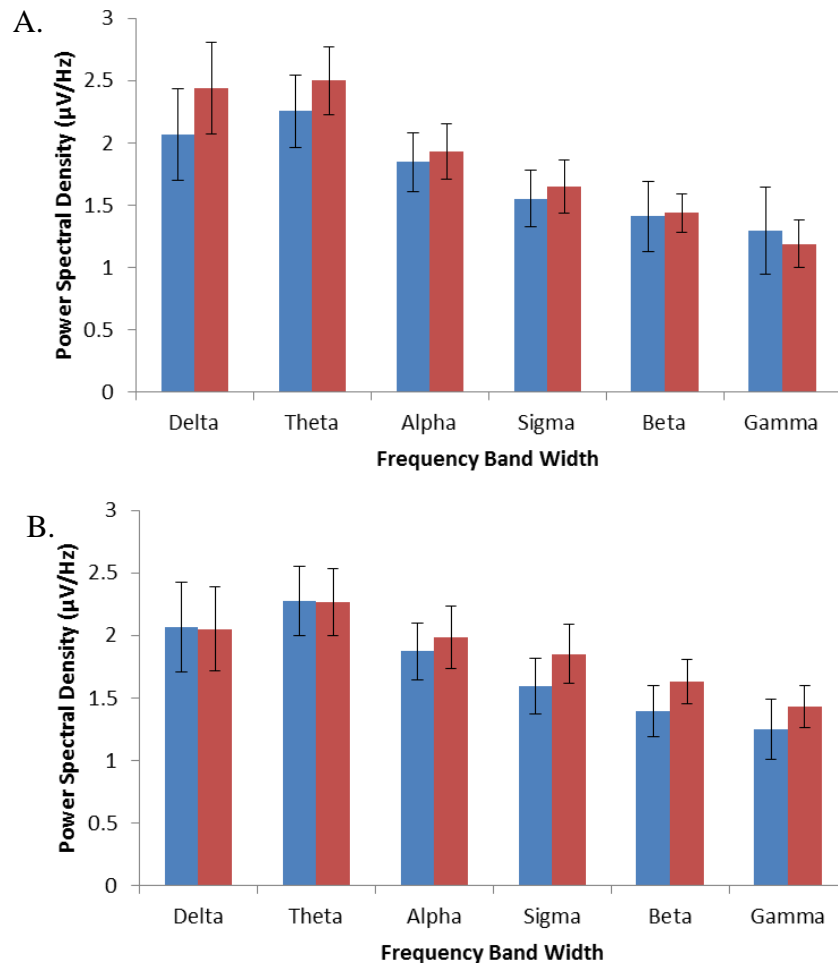 A.
Power Spectral Density (µV/Hz)
3
2.5
2
1.5
1
0.5
0
Delta Theta Alpha Sigma Beta Gamma
Frequency Band Width
B.
Power Spectral Density (µV/Hz)
3
2.5
2
1.5
1
0.5
0
Delta Theta Alpha Sigma Beta Gamma
Frequency Band Width